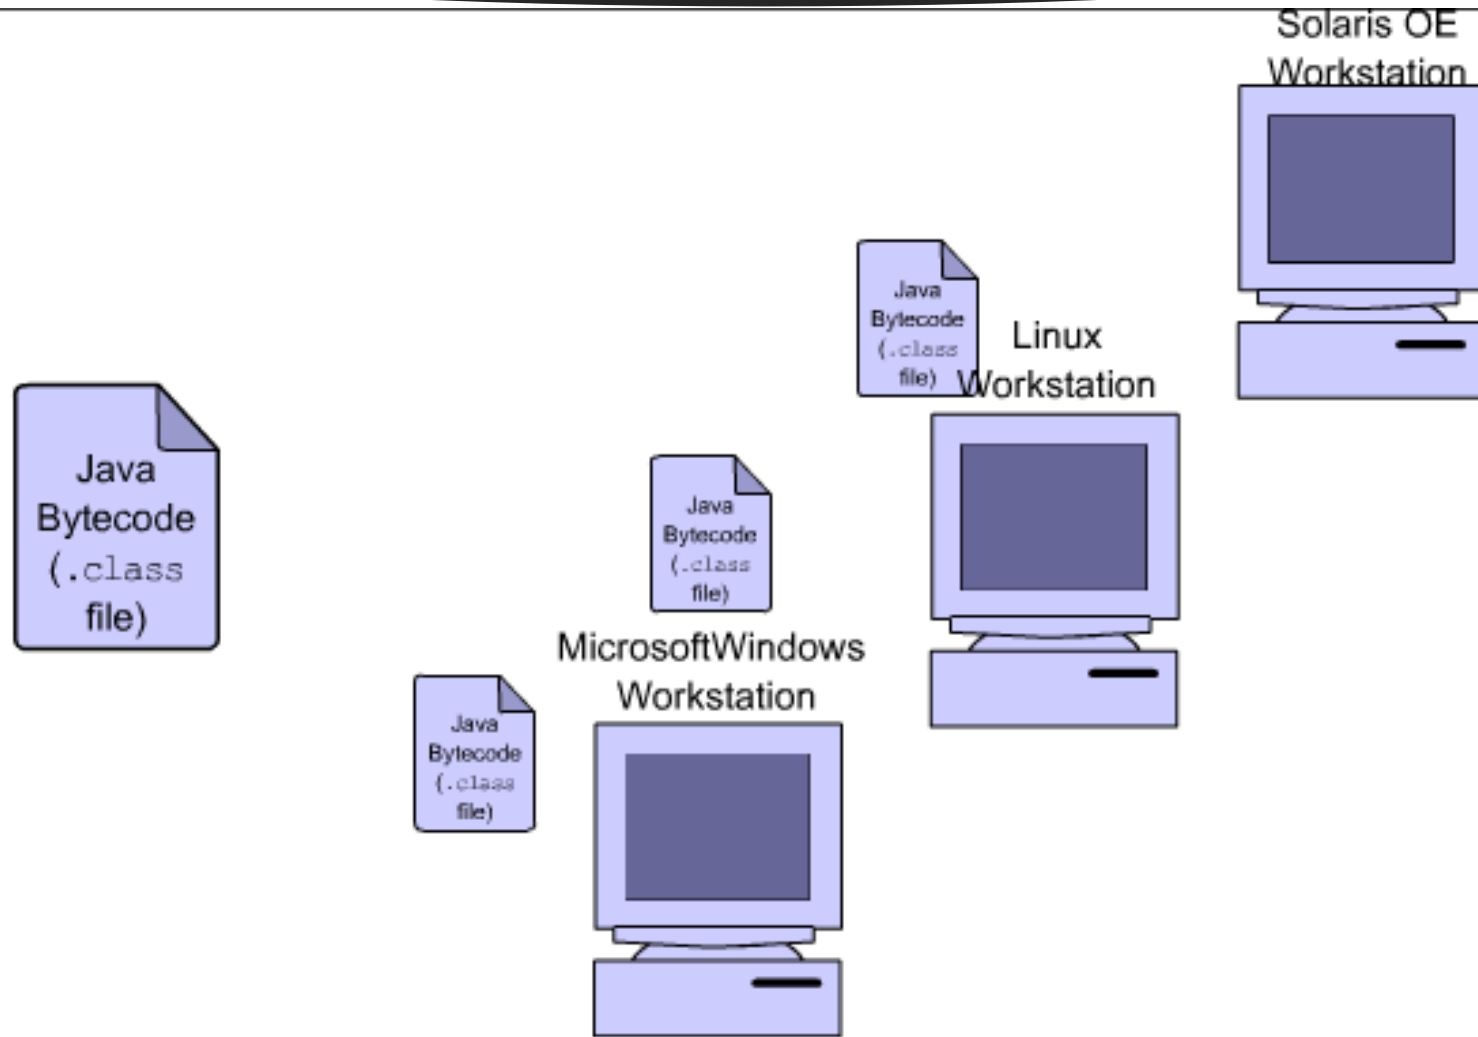 Solaris OE
Workstation
Java
Bytecode
(.class
file)
Linux
Workstation
Java
Bytecode
(.class
file)
Java
Bytecode
(.class
file)
MicrosoftWindows
Workstation
Java
Bytecode
(.class
file)